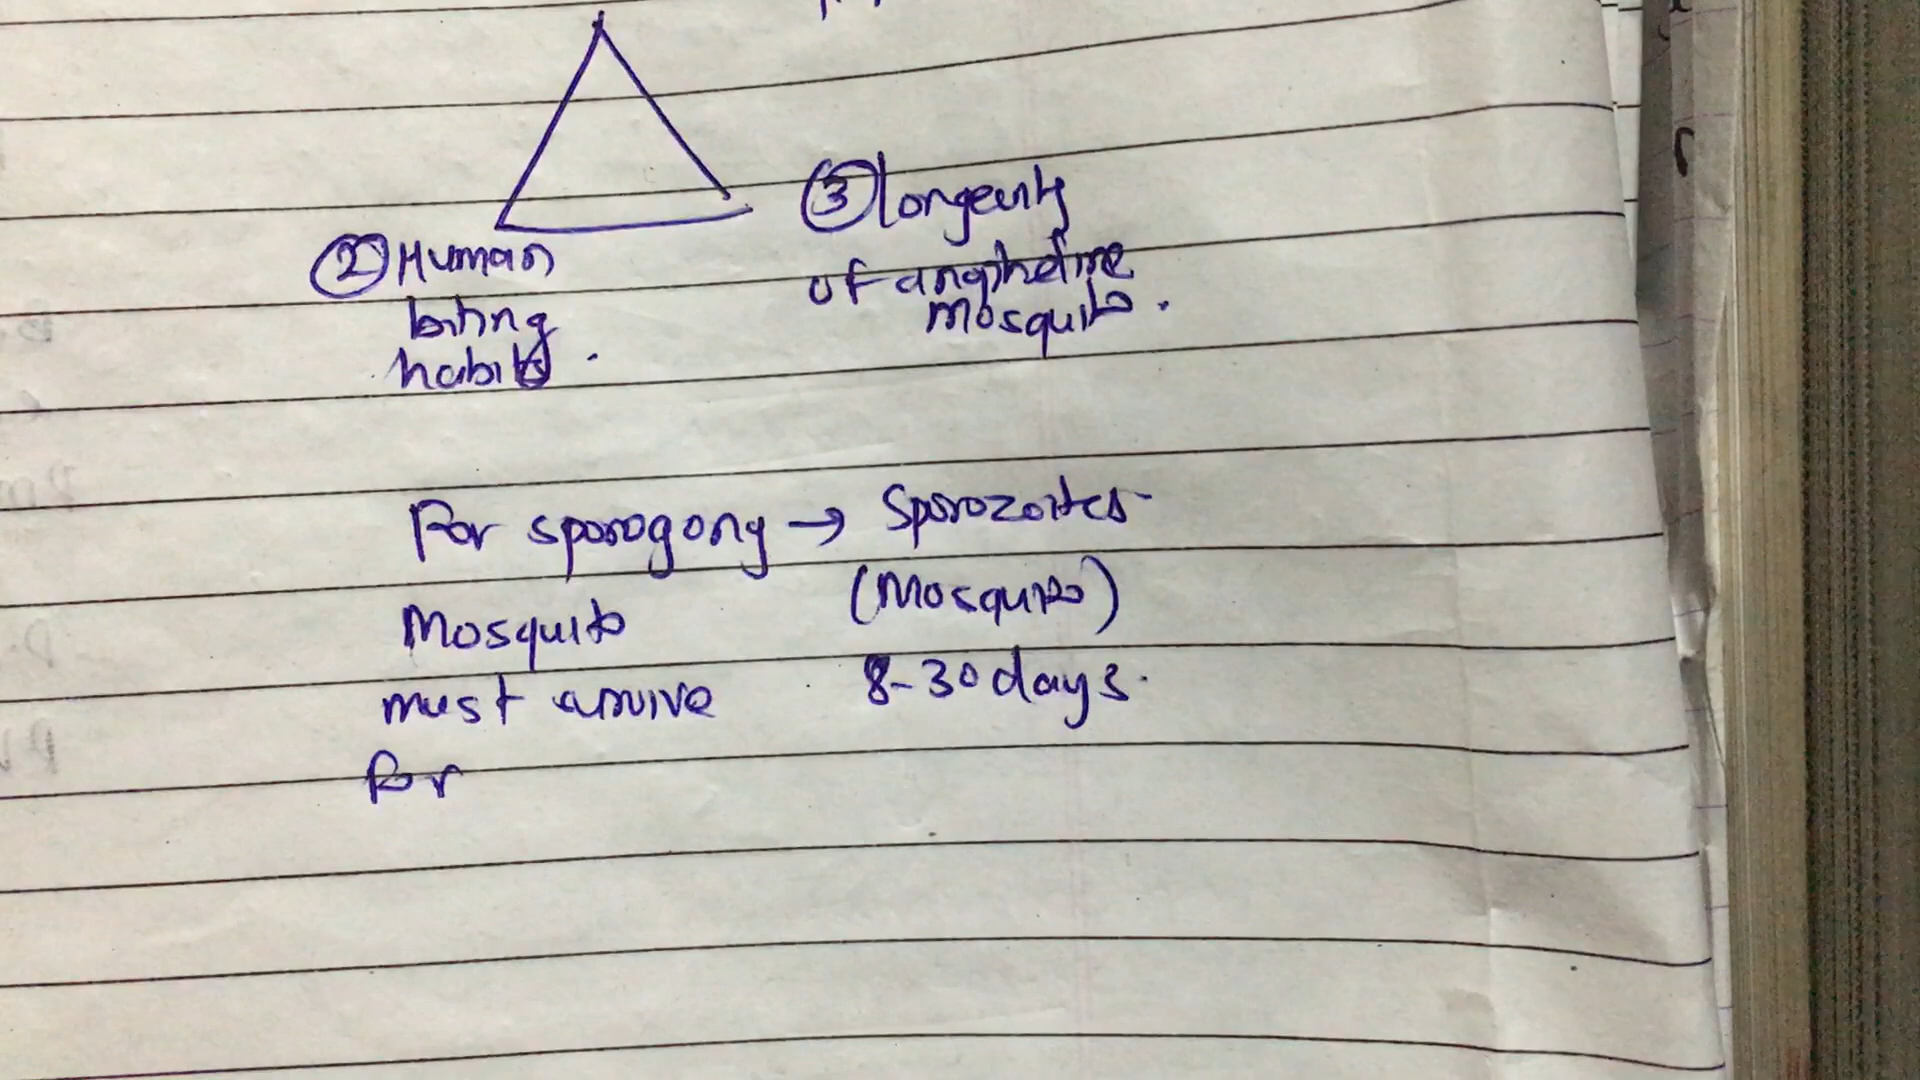 ② Human
biting
habits.
③ longevity
of anopheline
mosquito.
For sporogony → Sporozoites
Mosquito (Mosquito)
must survive 8-30 days.
for